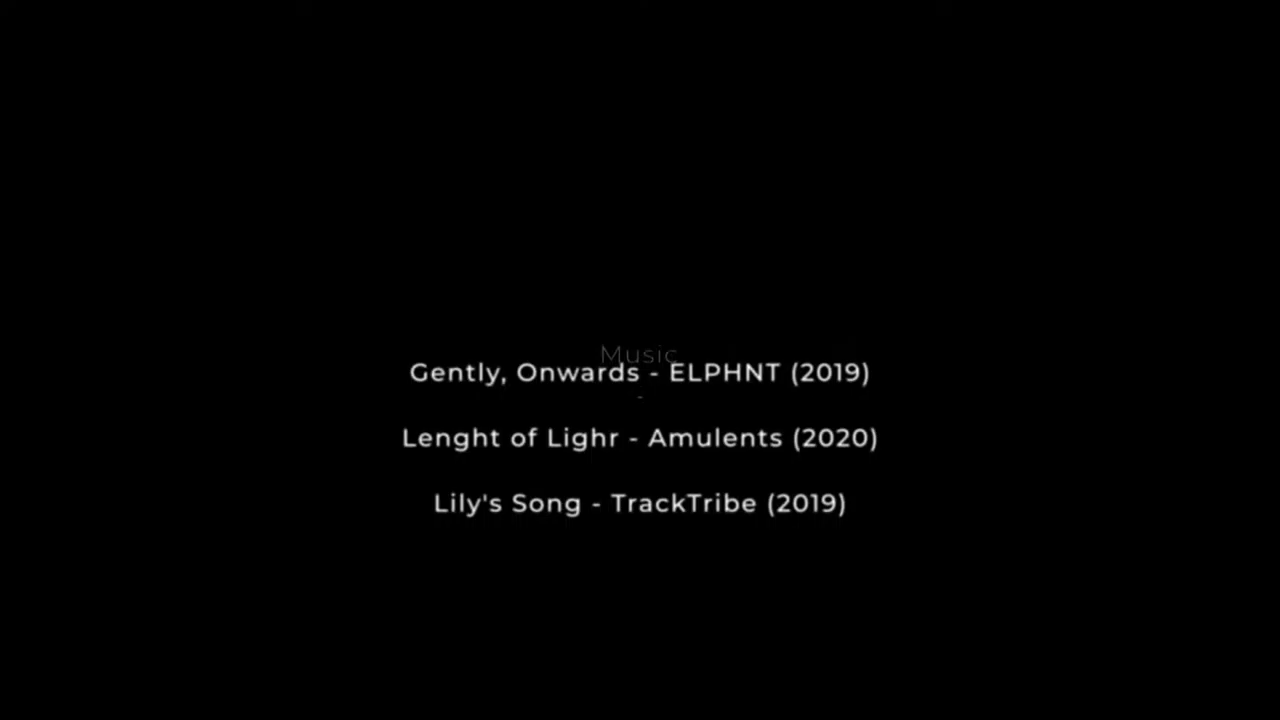 Music
Gently, Onwards - ELPHNT (2019)
-
Lenght of Lighr - Amulents (2020)
Lily's Song - TrackTribe (2019)